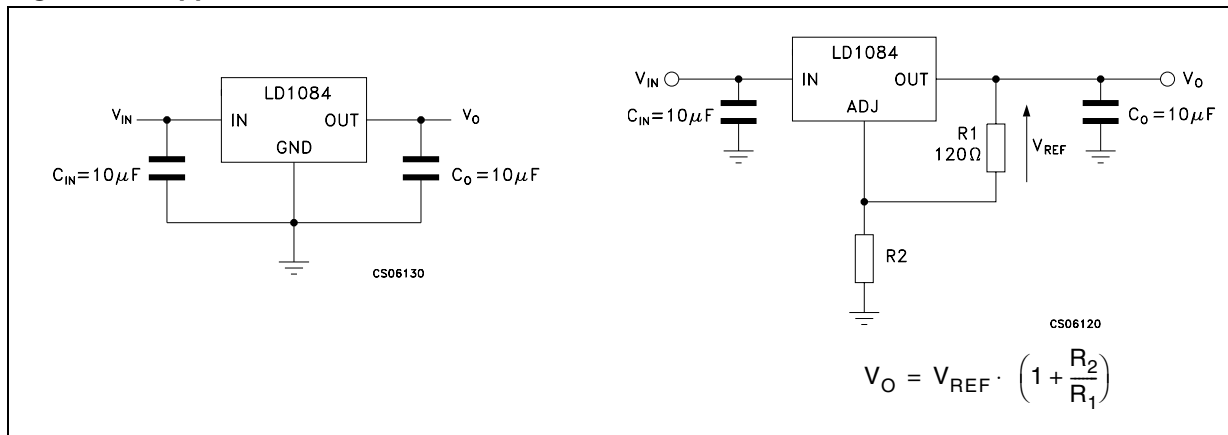 LD1084
V_IN
IN
OUT
V_O
GND
C_IN=10μF
C_O=10μF
CS06130
LD1084
V_IN
IN
OUT
V_O
ADJ
C_IN=10μF
R1
120Ω
V_REF
C_O=10μF
R2
CS06120
V_O = V_REF · (1 + R_2/R_1)